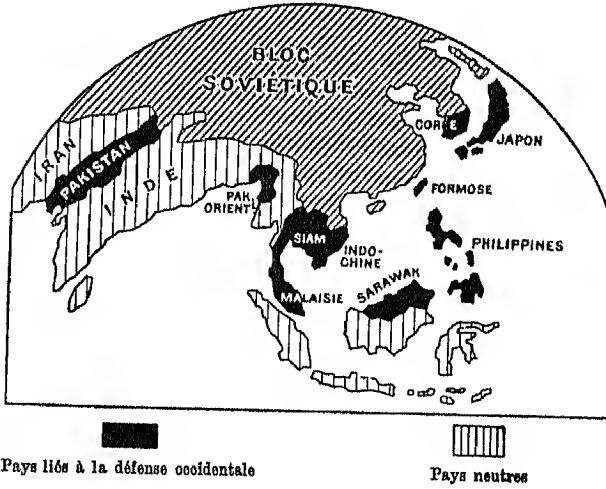 BLOC
SOVIÉTIQUE
CORÉE
JAPON
IRAN
PAKISTAN
INDE
PAK.
ORIENTAL
FORMOSE
SIAM
INDO-
CHINE
PHILIPPINES
MALAISIE
SARAWAK
Pays liés à la défense occidentale
Pays neutres